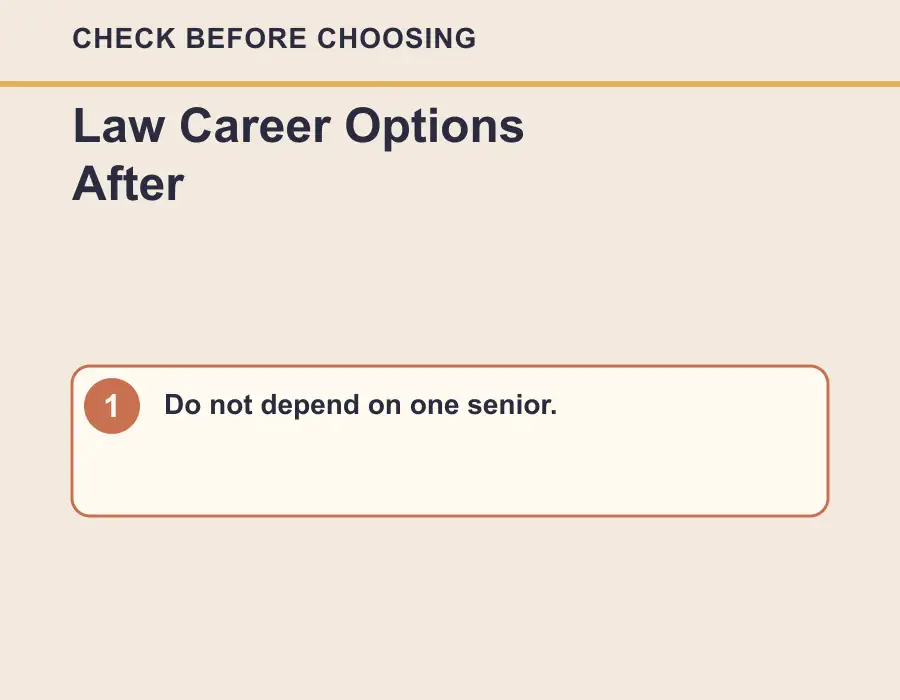 CHECK BEFORE CHOOSING
Law Career Options
After
1 Do not depend on one senior.